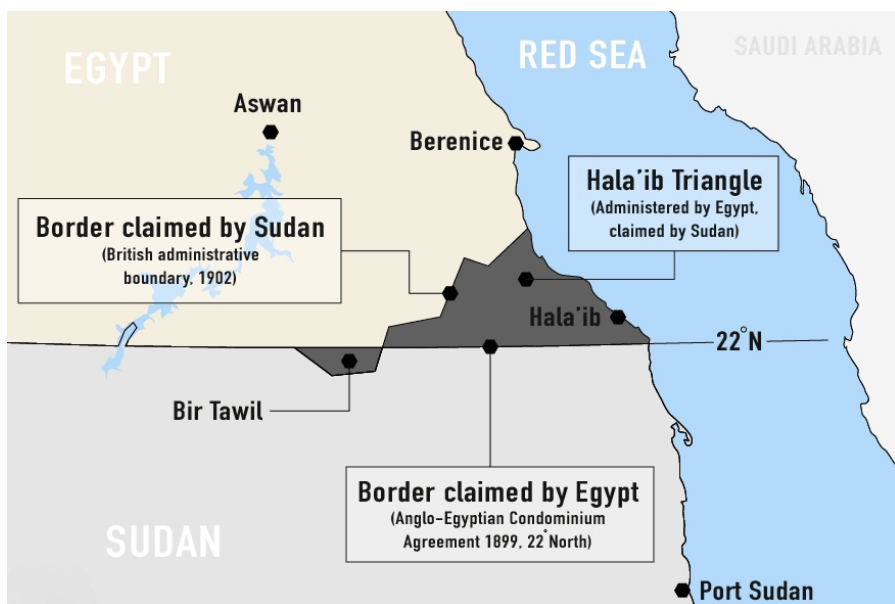 EGYPT
RED SEA
SAUDI ARABIA
Aswan
Berenice
Hala’ib Triangle
(Administered by Egypt,
claimed by Sudan)
Border claimed by Sudan
(British administrative
boundary, 1902)
Hala’ib
22°N
Bir Tawil
Border claimed by Egypt
(Anglo-Egyptian Condominium
Agreement 1899, 22°North)
SUDAN
Port Sudan